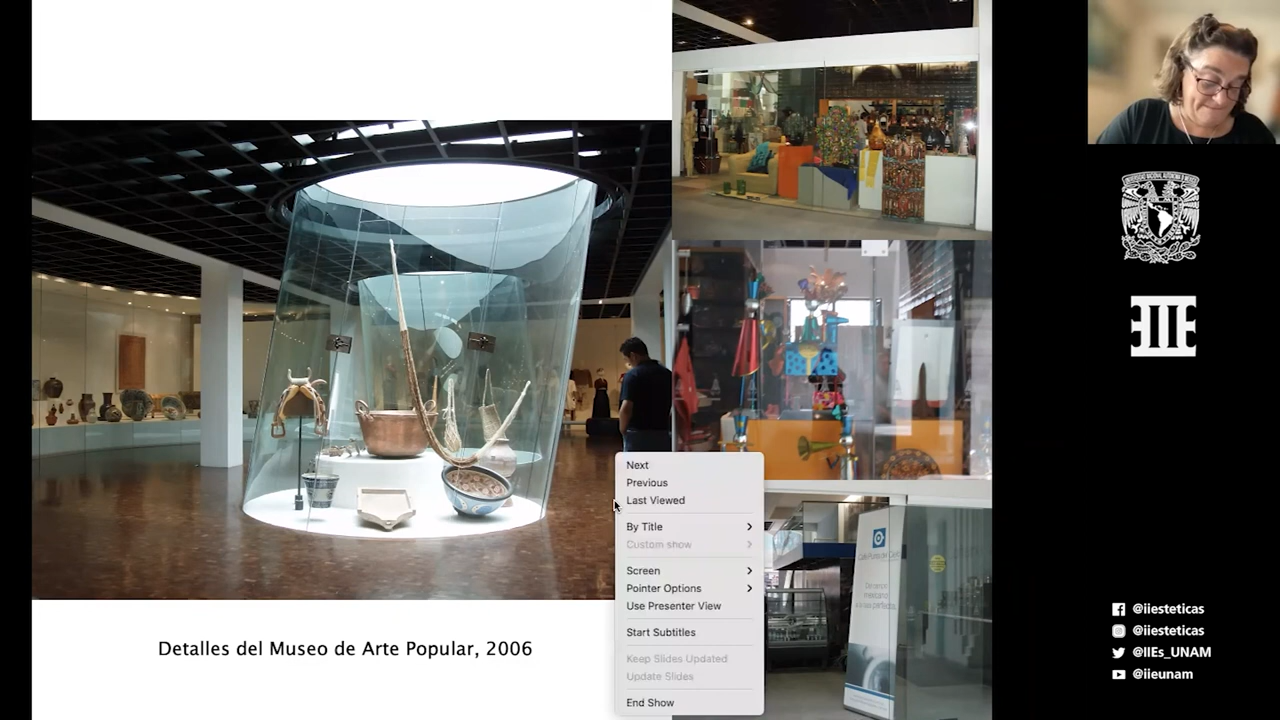 Next
Previous
Last Viewed
By Title
Custom show
Screen
Pointer Options
Use Presenter View
Start Subtitles
Keep Slides Updated
Update Slides
End Show
Detalles del Museo de Arte Popular, 2006
IIE
@iiesteticas
@iiesteticas
@IIEs_UNAM
@iieunam